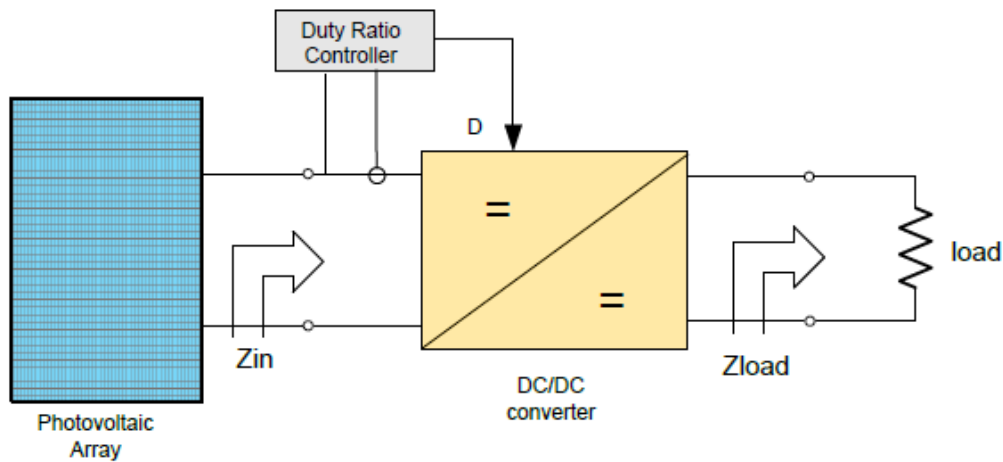 Duty Ratio
Controller
D
=
=
Zin
Zload
load
DC/DC
converter
Photovoltaic
Array